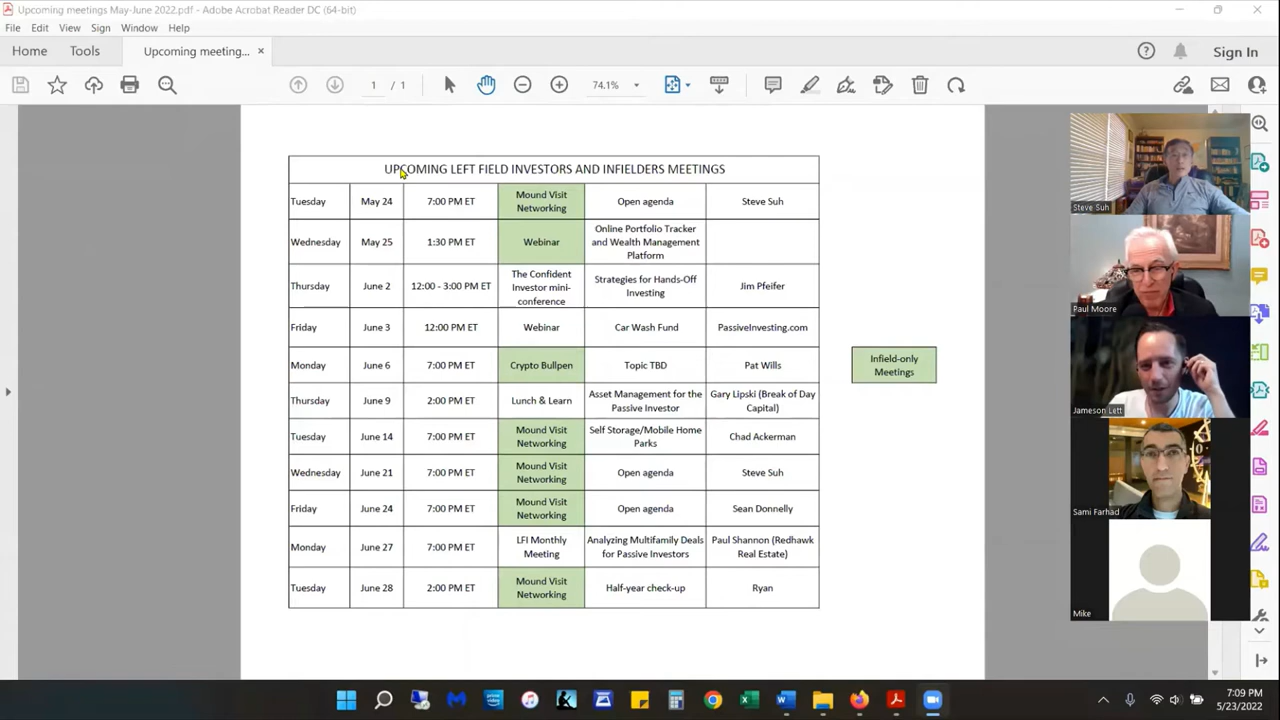 Upcoming meetings May-June 2022.pdf - Adobe Acrobat Reader DC (64-bit)
File Edit View Sign Window Help
Home Tools Upcoming meeting... × Sign In
1 / 1 74.1%
UPCOMING LEFT FIELD INVESTORS AND INFIELDERS MEETINGS
Tuesday May 24 7:00 PM ET Mound Visit Networking Open agenda Steve Suh
Wednesday May 25 1:30 PM ET Webinar Online Portfolio Tracker and Wealth Management Platform
Thursday June 2 12:00 - 3:00 PM ET The Confident Investor mini-conference Strategies for Hands-Off Investing Jim Pfeifer
Friday June 3 12:00 PM ET Webinar Car Wash Fund PassiveInvesting.com
Monday June 6 7:00 PM ET Crypto Bullpen Topic TBD Pat Wills
Thursday June 9 2:00 PM ET Lunch & Learn Asset Management for the Passive Investor Gary Lipski (Break of Day Capital)
Tuesday June 14 7:00 PM ET Mound Visit Networking Self Storage/Mobile Home Parks Chad Ackerman
Wednesday June 21 7:00 PM ET Mound Visit Networking Open agenda Steve Suh
Friday June 24 7:00 PM ET Mound Visit Networking Open agenda Sean Donnelly
Monday June 27 7:00 PM ET LFI Monthly Meeting Analyzing Multifamily Deals for Passive Investors Paul Shannon (Redhawk Real Estate)
Tuesday June 28 2:00 PM ET Mound Visit Networking Half-year check-up Ryan
Infield-only
Meetings
Steve Suh
Paul Moore
Jameson Lett
Sami Farhad
Mike
7:09 PM
5/23/2022